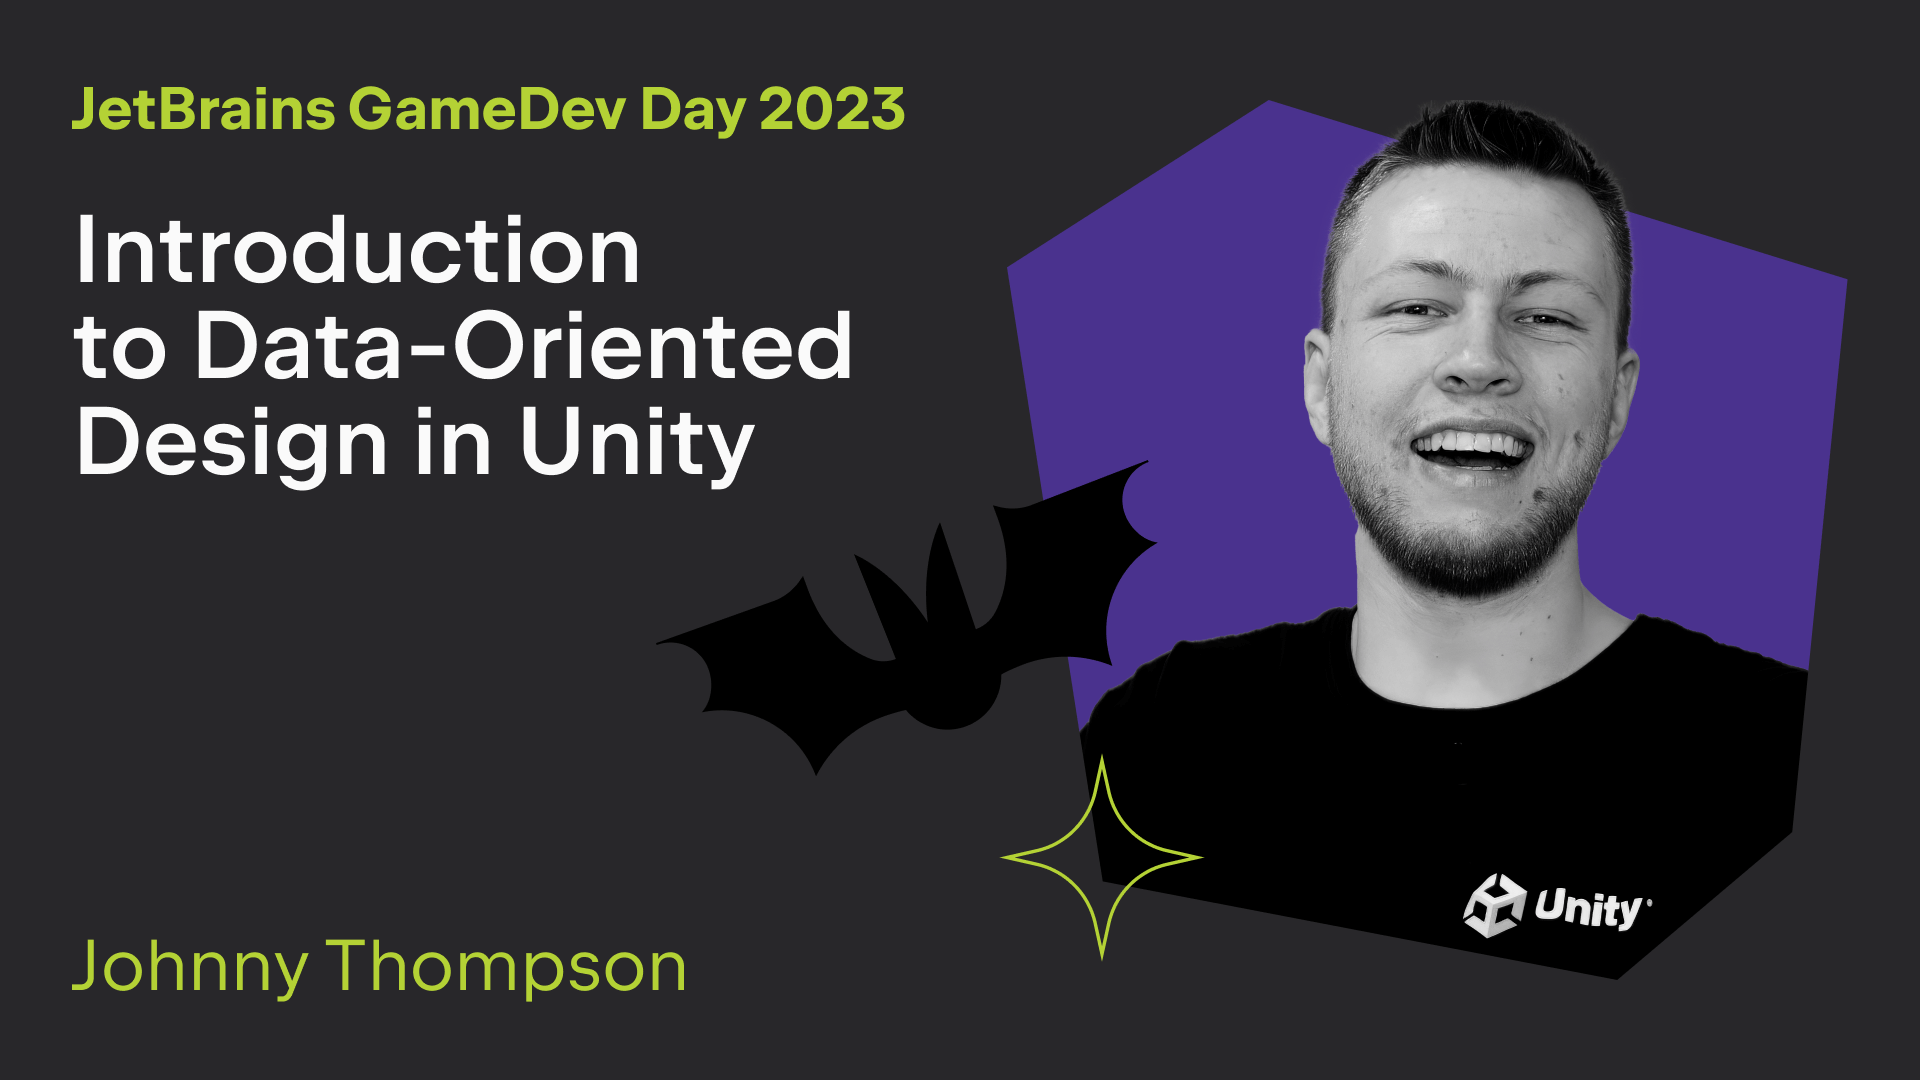 JetBrains GameDev Day 2023
Introduction
to Data-Oriented
Design in Unity
Johnny Thompson
Unity